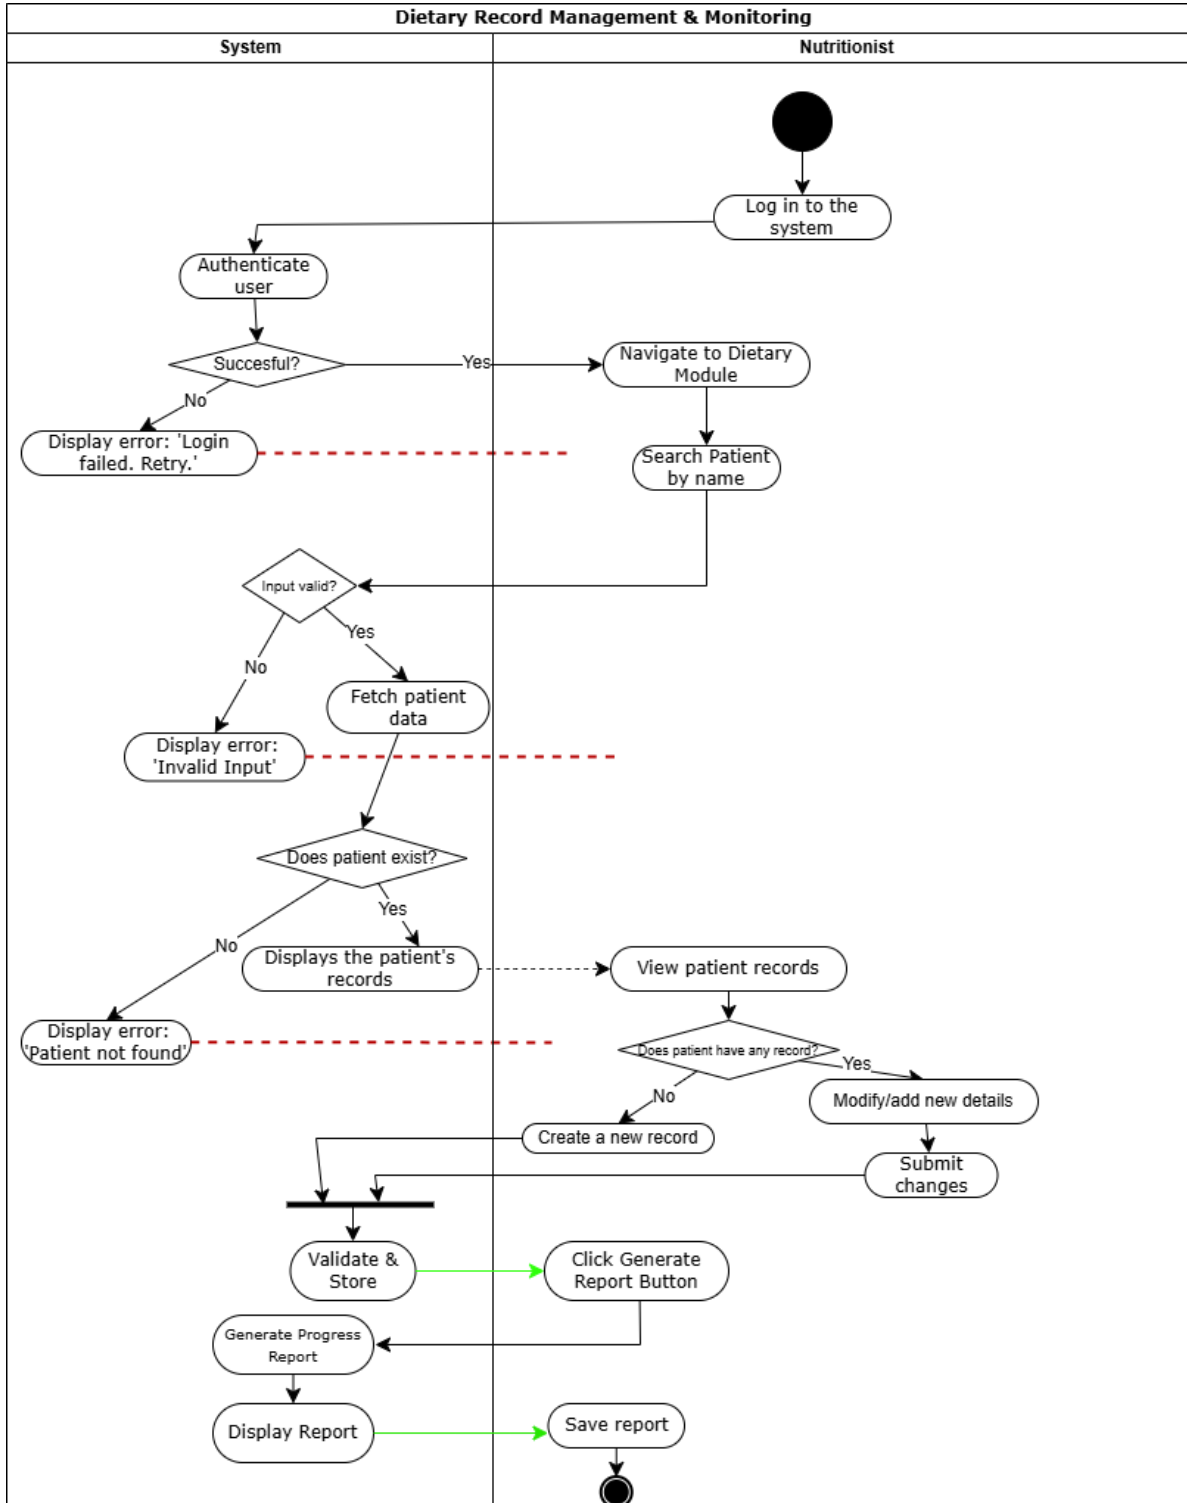 Dietary Record Management & Monitoring
System
Nutritionist
Log in to the
system
Authenticate
user
Succesful?
Yes
Navigate to Dietary
Module
No
Display error: 'Login
failed. Retry.'
Search Patient
by name
Input valid?
Yes
No
Fetch patient
data
Display error:
'Invalid Input'
Does patient exist?
Yes
No
Displays the patient's
records
View patient records
Display error:
'Patient not found'
Does patient have any record?
Yes
No
Modify/add new details
Create a new record
Submit
changes
Validate &
Store
Click Generate
Report Button
Generate Progress
Report
Display Report
Save report